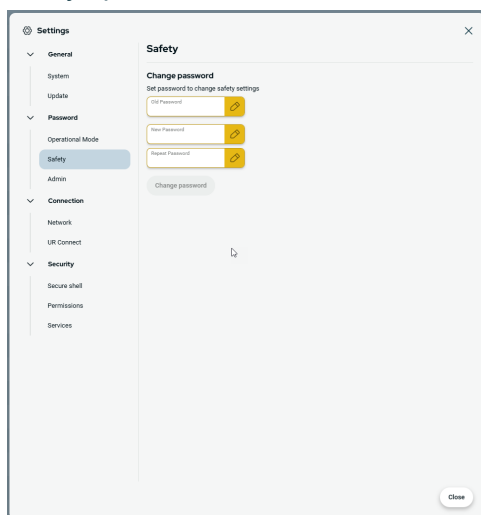 Settings
General
System
Update
Password
Operational Mode
Safety
Admin
Connection
Network
UR Connect
Security
Secure shell
Permissions
Services
Safety
Change password
Set password to change safety settings
Old Password
New Password
Repeat Password
Change password
Close